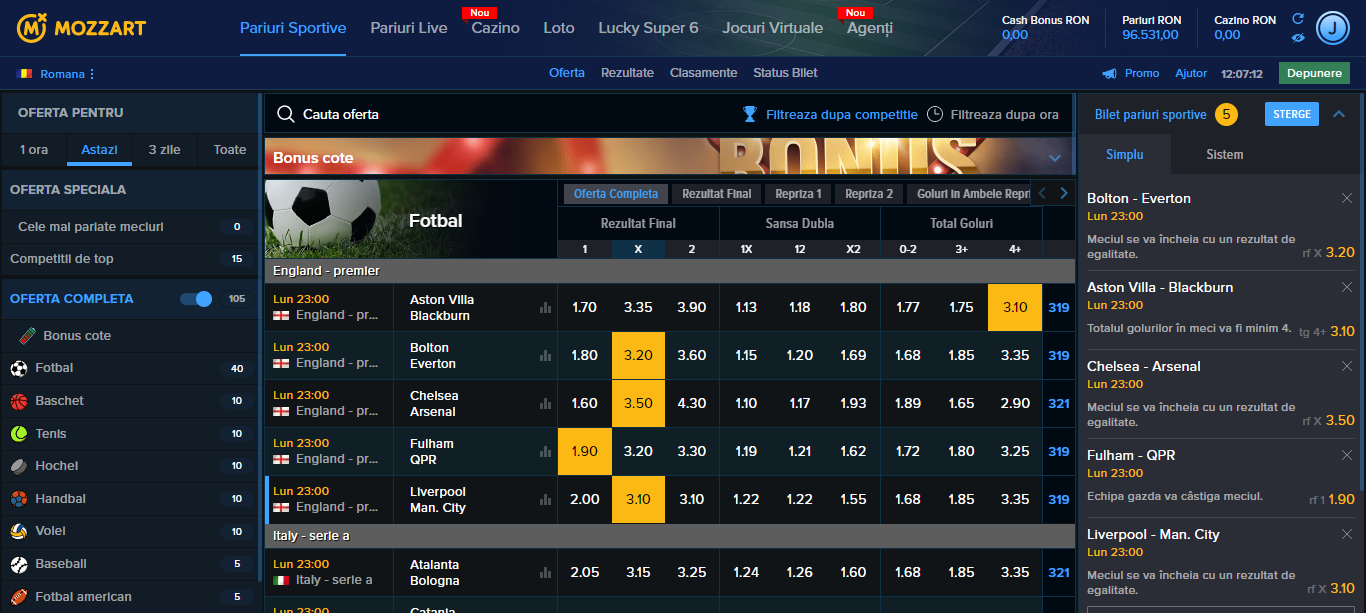 MOZZART
Pariuri Sportive
Pariuri Live
Nou
Cazino
Loto
Lucky Super 6
Jocuri Virtuale
Nou
Agenți
Cash Bonus RON
0,00
Pariuri RON
96.531,00
Cazino RON
0,00
J
Romana
Oferta
Rezultate
Clasamente
Status Bilet
Promo
Ajutor
12:07:12
Depunere
OFERTA PENTRU
1 ora Astazi 3 zile Toate
OFERTA SPECIALA
Cele mai pariate meciuri 0
Competitii de top 15
OFERTA COMPLETA 105
Bonus cote
Fotbal 40
Baschet 10
Tenis 10
Hochei 10
Handbal 10
Volei 10
Baseball 5
Fotbal american 5
Cauta oferta
Filtreaza dupa competitie
Filtreaza dupa ora
Bonus cote
BONUS
Fotbal
Oferta Completa Rezultat Final Repriza 1 Repriza 2 Goluri in Ambele Repri
Rezultat Final Sansa Dubla Total Goluri
1 X 2 1X 12 X2 0-2 3+ 4+
England - premier
Lun 23:00
England - pr...
Aston Villa
Blackburn
1.70 3.35 3.90 1.13 1.18 1.80 1.77 1.75 3.10 319
Lun 23:00
England - pr...
Bolton
Everton
1.80 3.20 3.60 1.15 1.20 1.69 1.68 1.85 3.35 319
Lun 23:00
England - pr...
Chelsea
Arsenal
1.60 3.50 4.30 1.10 1.17 1.93 1.89 1.65 2.90 321
Lun 23:00
England - pr...
Fulham
QPR
1.90 3.20 3.30 1.19 1.21 1.62 1.72 1.80 3.25 319
Lun 23:00
England - pr...
Liverpool
Man. City
2.00 3.10 3.10 1.22 1.22 1.55 1.68 1.85 3.35 319
Italy - serie a
Lun 23:00
Italy - serie a
Atalanta
Bologna
2.05 3.15 3.25 1.24 1.26 1.60 1.68 1.85 3.35 321
Lun 23:00
Catania
Bilet pariuri sportive 5
STERGE
Simplu
Sistem
Bolton - Everton
Lun 23:00
Meciul se va încheia cu un rezultat de
egalitate.
rf X 3.20
Aston Villa - Blackburn
Lun 23:00
Totalul golurilor în meci va fi minim 4.
tg 4+ 3.10
Chelsea - Arsenal
Lun 23:00
Meciul se va încheia cu un rezultat de
egalitate.
rf X 3.50
Fulham - QPR
Lun 23:00
Echipa gazda va câstiga meciul.
rf 1 1.90
Liverpool - Man. City
Lun 23:00
Meciul se va încheia cu un rezultat de
egalitate.
rf X 3.10